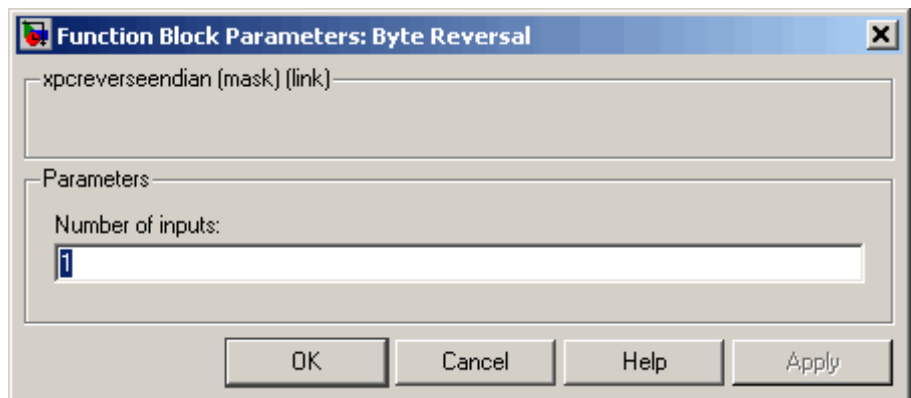 Function Block Parameters: Byte Reversal
xpcreverseendian (mask) (link)
Parameters
Number of inputs:
1
OK Cancel Help Apply